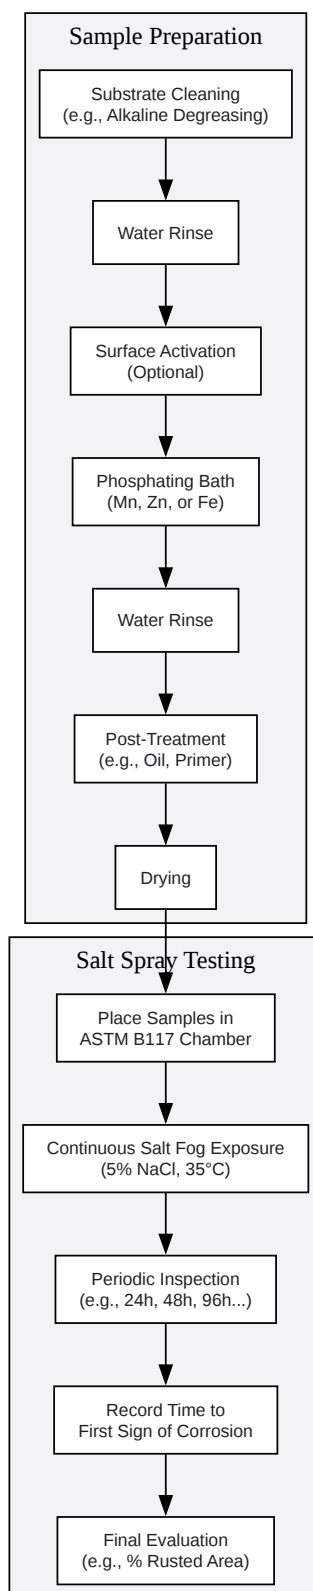 Sample Preparation
Substrate Cleaning
(e.g., Alkaline Degreasing)
Water Rinse
Surface Activation
(Optional)
Phosphating Bath
(Mn, Zn, or Fe)
Water Rinse
Post-Treatment
(e.g., Oil, Primer)
Drying
Salt Spray Testing
Place Samples in
ASTM B117 Chamber
Continuous Salt Fog Exposure
(5% NaCl, 35°C)
Periodic Inspection
(e.g., 24h, 48h, 96h...)
Record Time to
First Sign of Corrosion
Final Evaluation
(e.g., % Rusted Area)